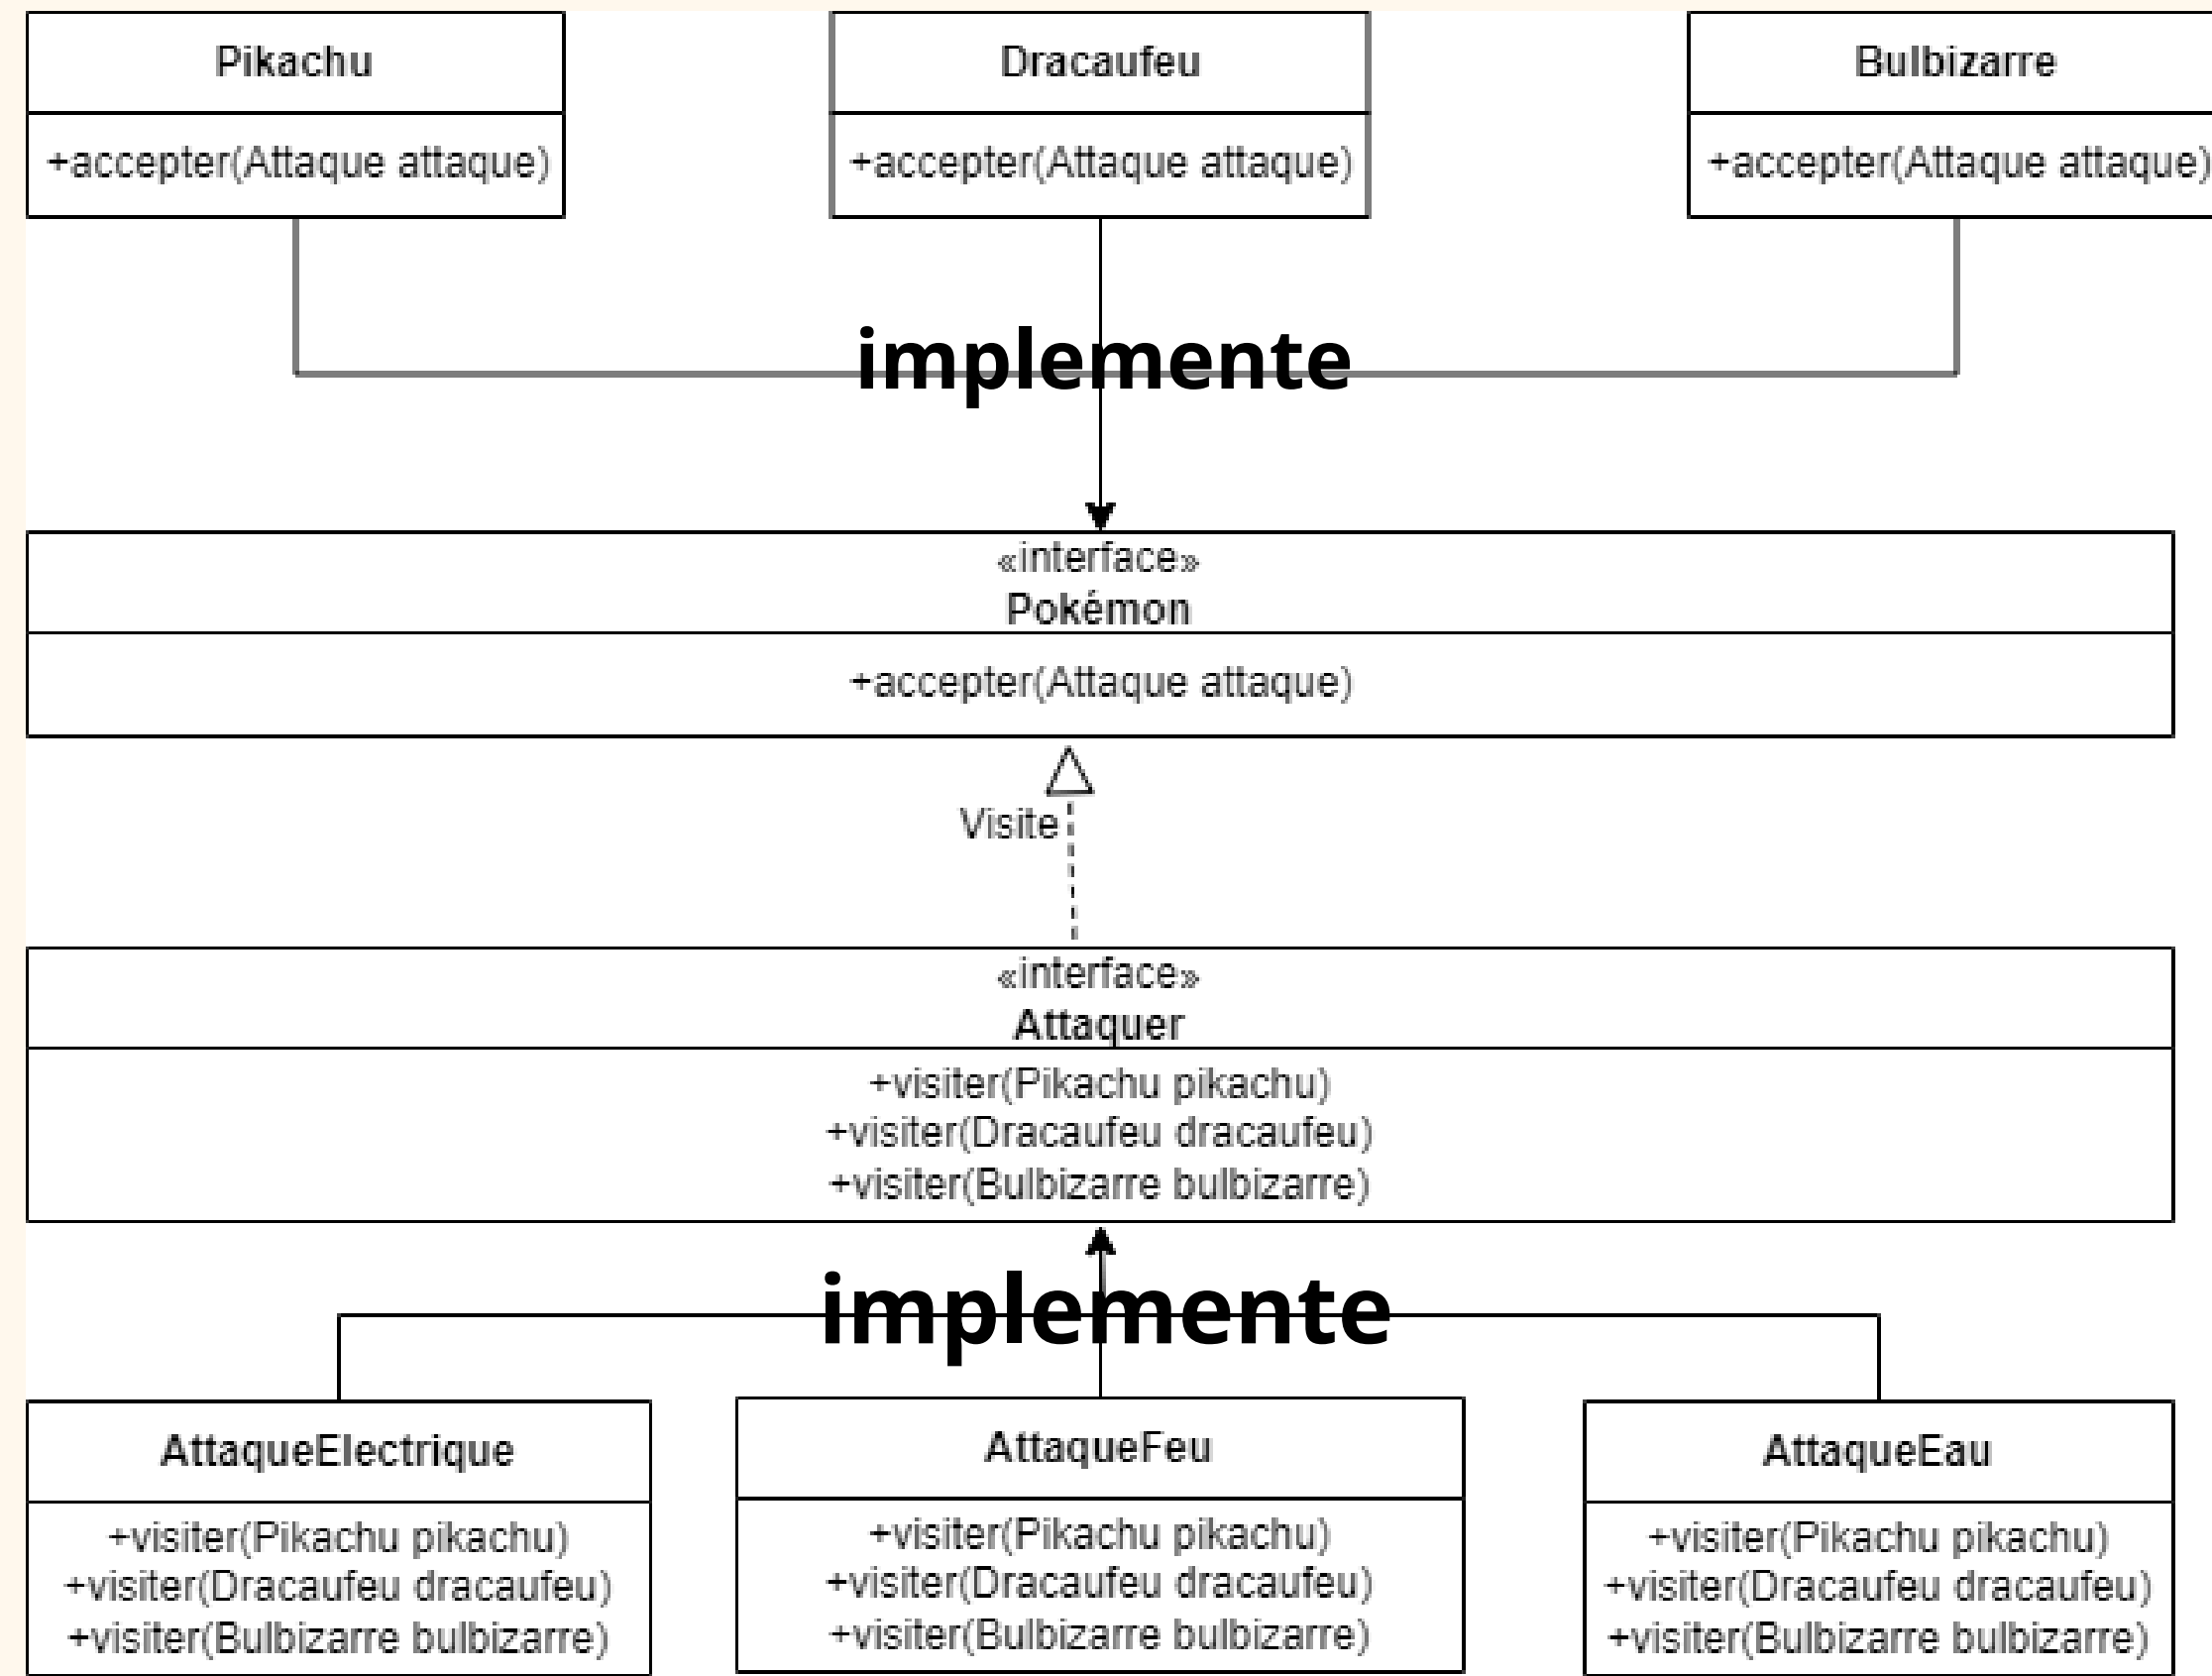 Pikachu
+accepter(Attaque attaque)
Dracaufeu
+accepter(Attaque attaque)
Bulbizarre
+accepter(Attaque attaque)
implemente
«interface»
Pokémon
+accepter(Attaque attaque)
Visite
«interface»
Attaquer
+visiter(Pikachu pikachu)
+visiter(Dracaufeu dracaufeu)
+visiter(Bulbizarre bulbizarre)
implemente
AttaqueElectrique
+visiter(Pikachu pikachu)
+visiter(Dracaufeu dracaufeu)
+visiter(Bulbizarre bulbizarre)
AttaqueFeu
+visiter(Pikachu pikachu)
+visiter(Dracaufeu dracaufeu)
+visiter(Bulbizarre bulbizarre)
AttaqueEau
+visiter(Pikachu pikachu)
+visiter(Dracaufeu dracaufeu)
+visiter(Bulbizarre bulbizarre)